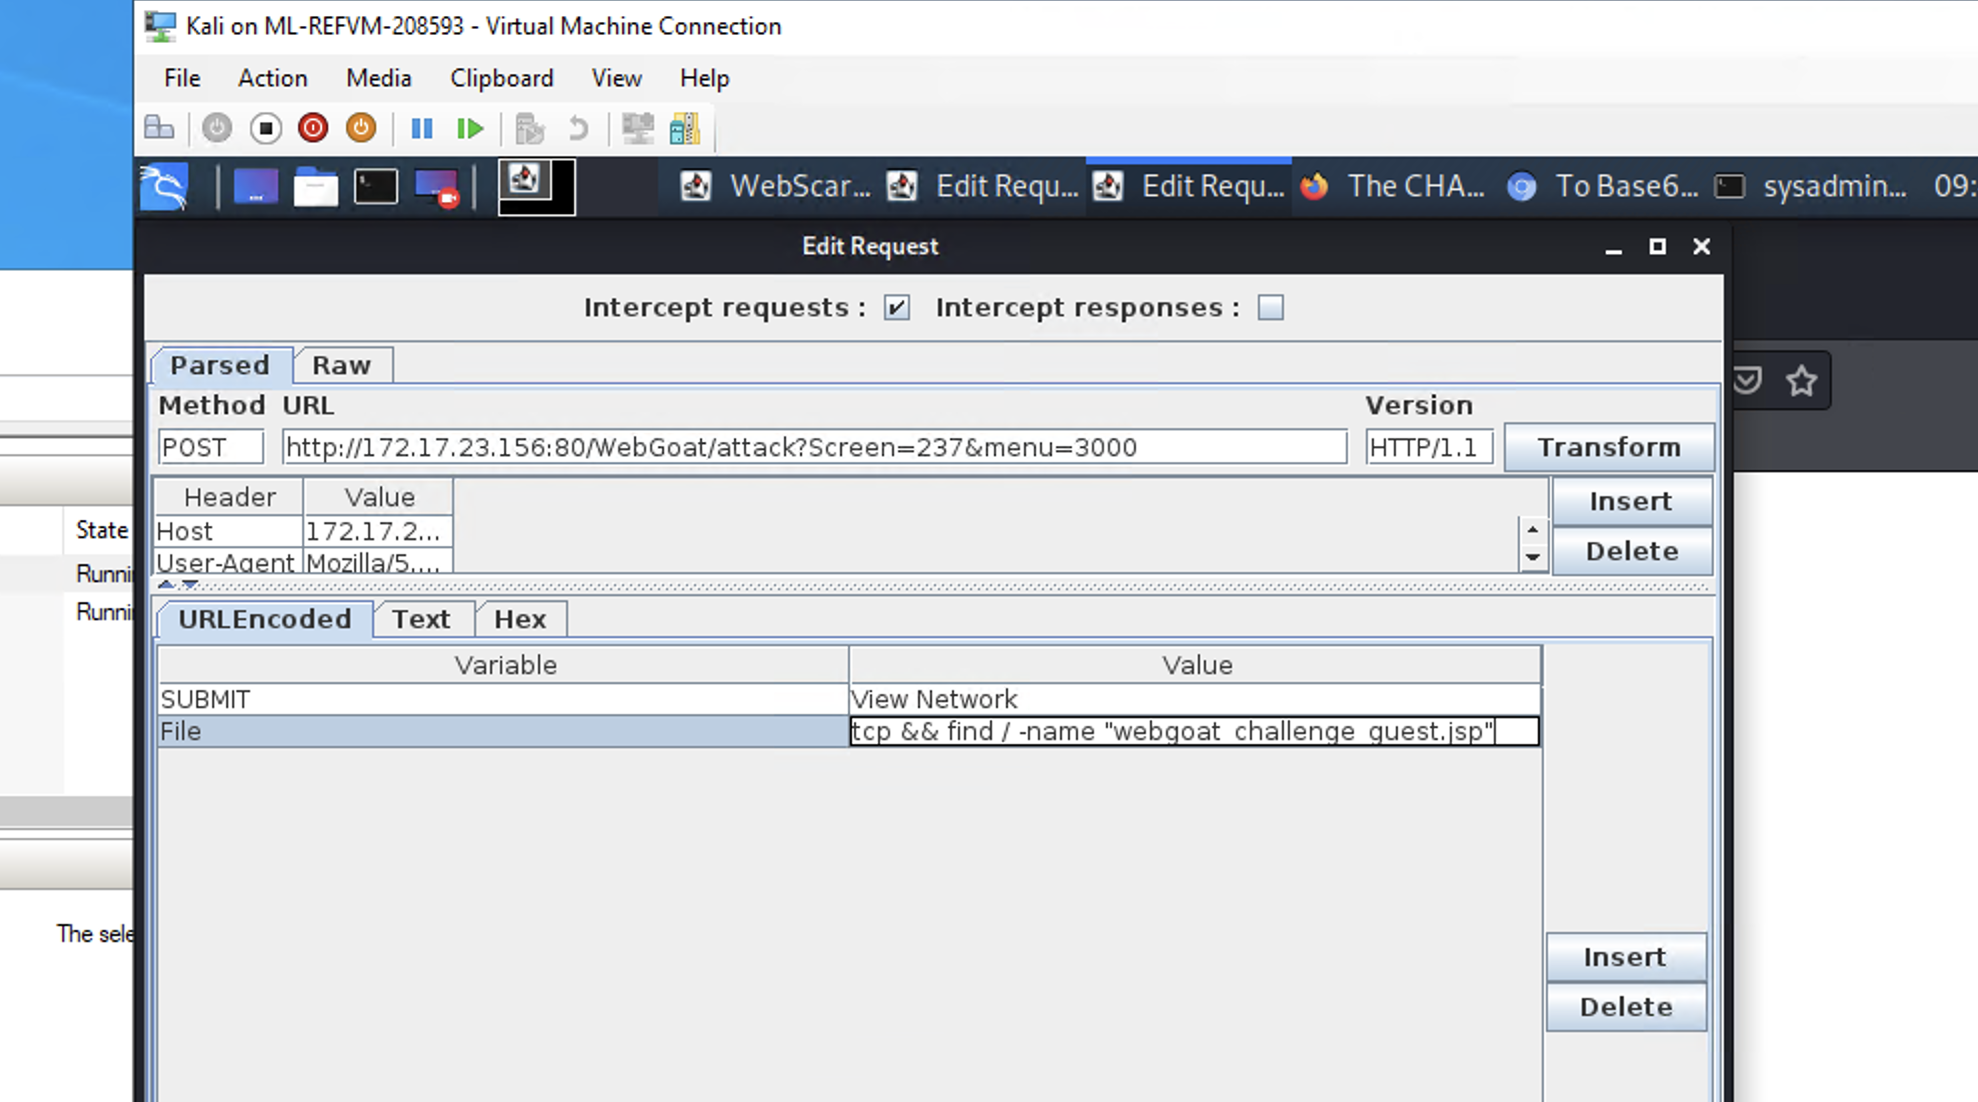 Kali on ML-REFVM-208593 - Virtual Machine Connection
File Action Media Clipboard View Help
WebScar... Edit Requ... Edit Requ... The CHA... To Base6... sysadmin... 09:
Edit Request
Intercept requests : Intercept responses :
Parsed Raw
Method URL Version
POST http://172.17.23.156:80/WebGoat/attack?Screen=237&menu=3000 HTTP/1.1 Transform
Header Value Insert
Host 172.17.2...
User-Agent Mozilla/5.... Delete
State
Runni
Runni
URLEncoded Text Hex
Variable Value
SUBMIT View Network
File tcp && find / -name "webgoat_challenge_guest.jsp"
The sele
Insert
Delete